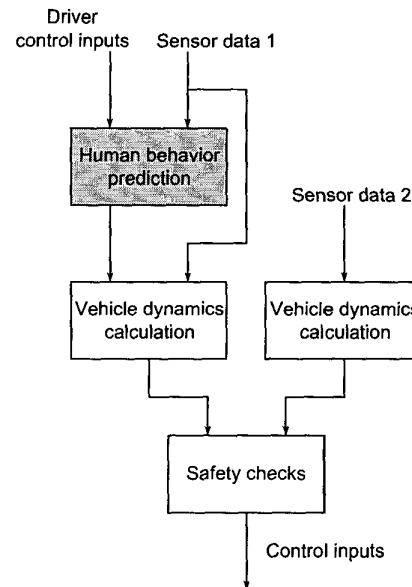 Driver
control inputs
Sensor data 1
Human behavior
prediction
Sensor data 2
Vehicle dynamics
calculation
Vehicle dynamics
calculation
Safety checks
Control inputs